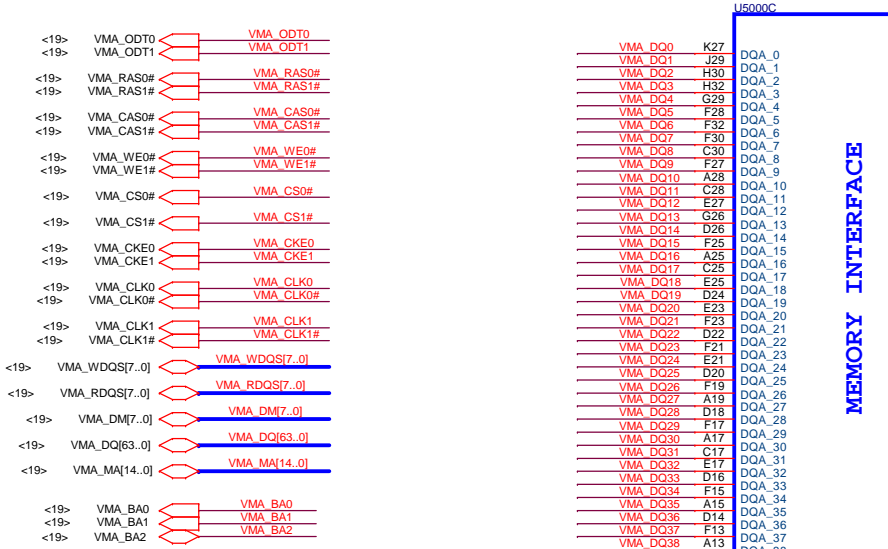 U5000C
<19> VMA_ODT0 VMA_ODT0
<19> VMA_ODT1 VMA_ODT1
<19> VMA_RAS0# VMA_RAS0#
<19> VMA_RAS1# VMA_RAS1#
<19> VMA_CAS0# VMA_CAS0#
<19> VMA_CAS1# VMA_CAS1#
<19> VMA_WE0# VMA_WE0#
<19> VMA_WE1# VMA_WE1#
<19> VMA_CS0# VMA_CS0#
<19> VMA_CS1# VMA_CS1#
<19> VMA_CKE0 VMA_CKE0
<19> VMA_CKE1 VMA_CKE1
<19> VMA_CLK0 VMA_CLK0
<19> VMA_CLK0# VMA_CLK0#
<19> VMA_CLK1 VMA_CLK1
<19> VMA_CLK1# VMA_CLK1#
<19> VMA_WDQS[7..0] VMA_WDQS[7..0]
<19> VMA_RDQS[7..0] VMA_RDQS[7..0]
<19> VMA_DM[7..0] VMA_DM[7..0]
<19> VMA_DQ[63..0] VMA_DQ[63..0]
<19> VMA_MA[14..0] VMA_MA[14..0]
<19> VMA_BA0 VMA_BA0
<19> VMA_BA1 VMA_BA1
<19> VMA_BA2 VMA_BA2
VMA_DQ0 K27 DQA_0
VMA_DQ1 J29 DQA_1
VMA_DQ2 H30 DQA_2
VMA_DQ3 H32 DQA_3
VMA_DQ4 G29 DQA_4
VMA_DQ5 F28 DQA_5
VMA_DQ6 F32 DQA_6
VMA_DQ7 F30 DQA_7
VMA_DQ8 C30 DQA_8
VMA_DQ9 F27 DQA_9
VMA_DQ10 A28 DQA_10
VMA_DQ11 C28 DQA_11
VMA_DQ12 E27 DQA_12
VMA_DQ13 G26 DQA_13
VMA_DQ14 D26 DQA_14
VMA_DQ15 F25 DQA_15
VMA_DQ16 A25 DQA_16
VMA_DQ17 C25 DQA_17
VMA_DQ18 E25 DQA_18
VMA_DQ19 D24 DQA_19
VMA_DQ20 E23 DQA_20
VMA_DQ21 F23 DQA_21
VMA_DQ22 D22 DQA_22
VMA_DQ23 F21 DQA_23
VMA_DQ24 E21 DQA_24
VMA_DQ25 D20 DQA_25
VMA_DQ26 F19 DQA_26
VMA_DQ27 A19 DQA_27
VMA_DQ28 D18 DQA_28
VMA_DQ29 F17 DQA_29
VMA_DQ30 A17 DQA_30
VMA_DQ31 C17 DQA_31
VMA_DQ32 E17 DQA_32
VMA_DQ33 D16 DQA_33
VMA_DQ34 F15 DQA_34
VMA_DQ35 A15 DQA_35
VMA_DQ36 D14 DQA_36
VMA_DQ37 F13 DQA_37
VMA_DQ38 A13
MEMORY INTERFACE